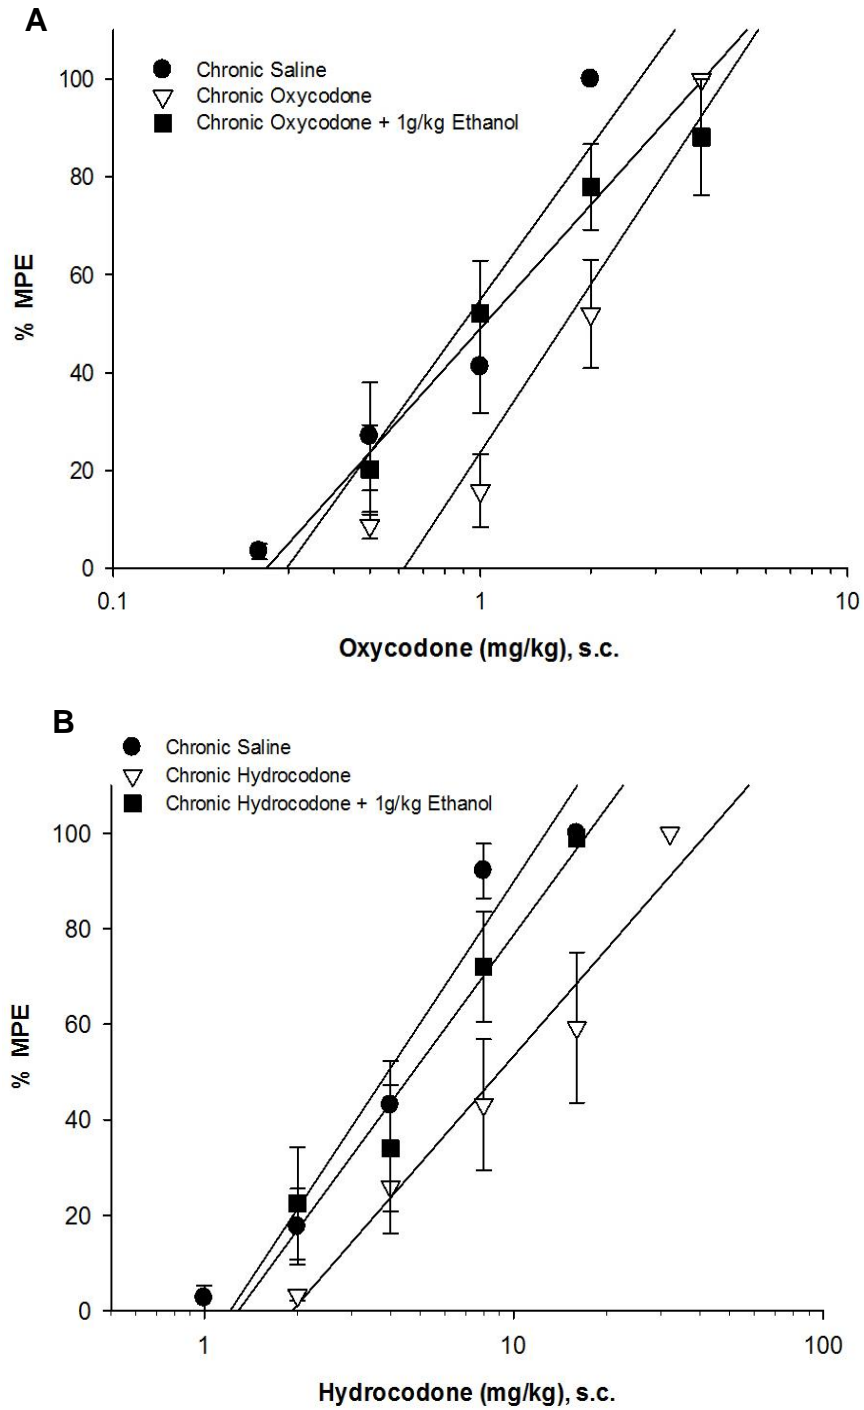 A
Chronic Saline
Chronic Oxycodone
Chronic Oxycodone + 1g/kg Ethanol
100
80
60
40
20
0
% MPE
0.1
1
10
Oxycodone (mg/kg), s.c.
B
Chronic Saline
Chronic Hydrocodone
Chronic Hydrocodone + 1g/kg Ethanol
100
80
60
40
20
0
% MPE
1
10
100
Hydrocodone (mg/kg), s.c.